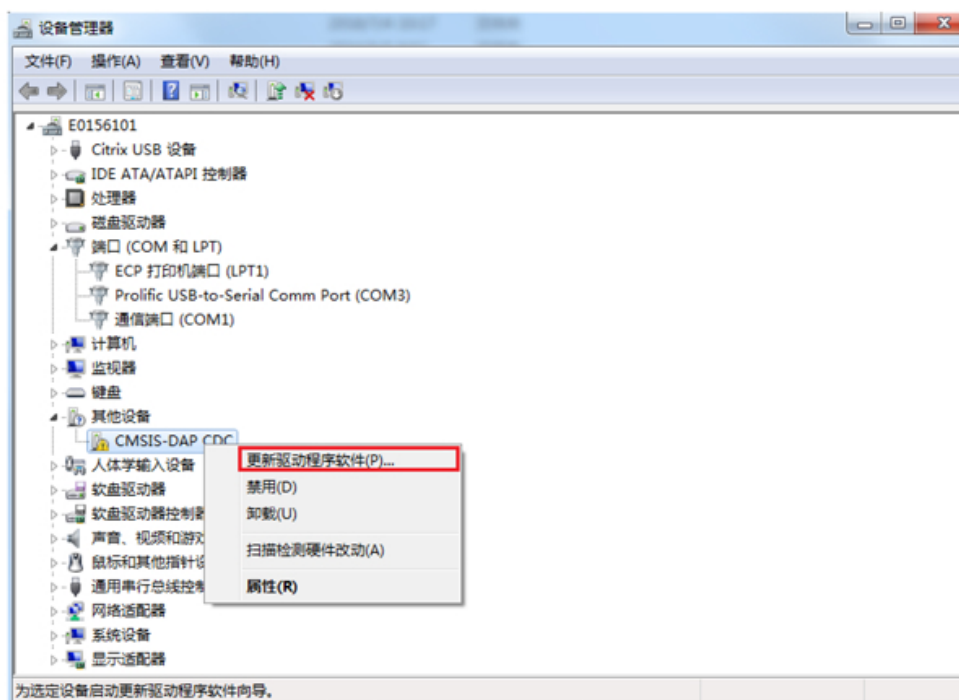 设备管理器
文件(F) 操作(A) 查看(V) 帮助(H)
E0156101
Citrix USB 设备
IDE ATA/ATAPI 控制器
处理器
磁盘驱动器
端口 (COM 和 LPT)
ECP 打印机端口 (LPT1)
Prolific USB-to-Serial Comm Port (COM3)
通信端口 (COM1)
计算机
监视器
键盘
其他设备
CMSIS-DAP CDC
人体学输入设备
软盘驱动器
软盘驱动器控制器
声音、视频和游戏
鼠标和其他指针设
通用串行总线控制
网络适配器
系统设备
显示适配器
更新驱动程序软件(P)...
禁用(D)
卸载(U)
扫描检测硬件改动(A)
属性(R)
为选定设备启动更新驱动程序软件向导。